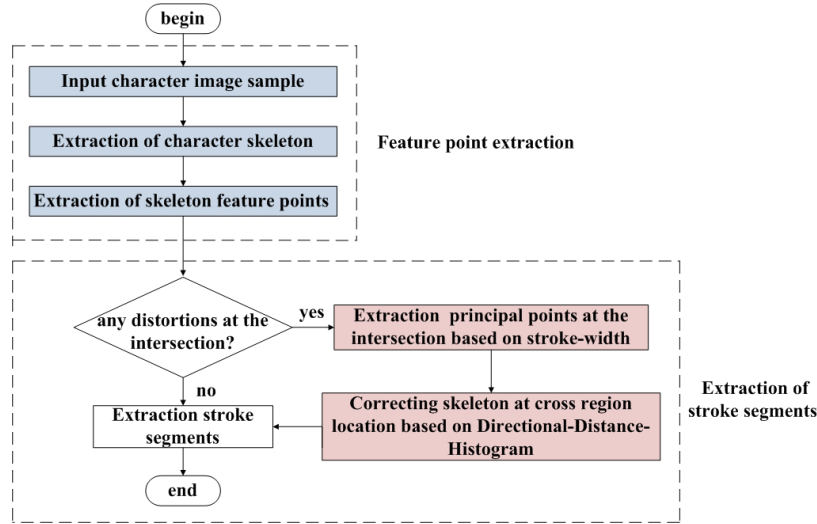 begin
Input character image sample
Extraction of character skeleton
Feature point extraction
Extraction of skeleton feature points
any distortions at the
intersection?
yes
Extraction principal points at the
intersection based on stroke-width
no
Extraction stroke
segments
Correcting skeleton at cross region
location based on Directional-Distance-
Histogram
Extraction of
stroke segments
end